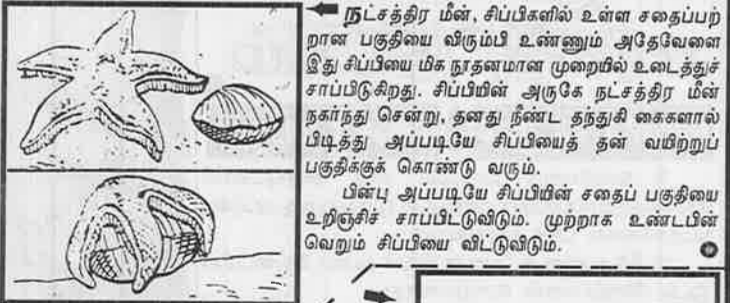 நட்சத்திர மீன், சிப்பிகளில் உள்ள சதைப்பற்
றான பகுதியை விரும்பி உண்ணும் அதேவேளை
இது சிப்பியை மிக நூதனமான முறையில் உடைத்துச்
சாப்பிடுகிறது. சிப்பியின் அருகே நட்சத்திர மீன்
நகர்ந்து சென்று, தனது நீண்ட தந்துகி கைகளால்
பிடித்து அப்படியே சிப்பியைத் தன் வயிற்றுப்
பகுதிக்குக் கொண்டு வரும்.
பின்பு அப்படியே சிப்பியின் சதைப் பகுதியை
உறிஞ்சிச் சாப்பிட்டுவிடும். முற்றாக உண்டபின்
வெறும் சிப்பியை விட்டுவிடும்.